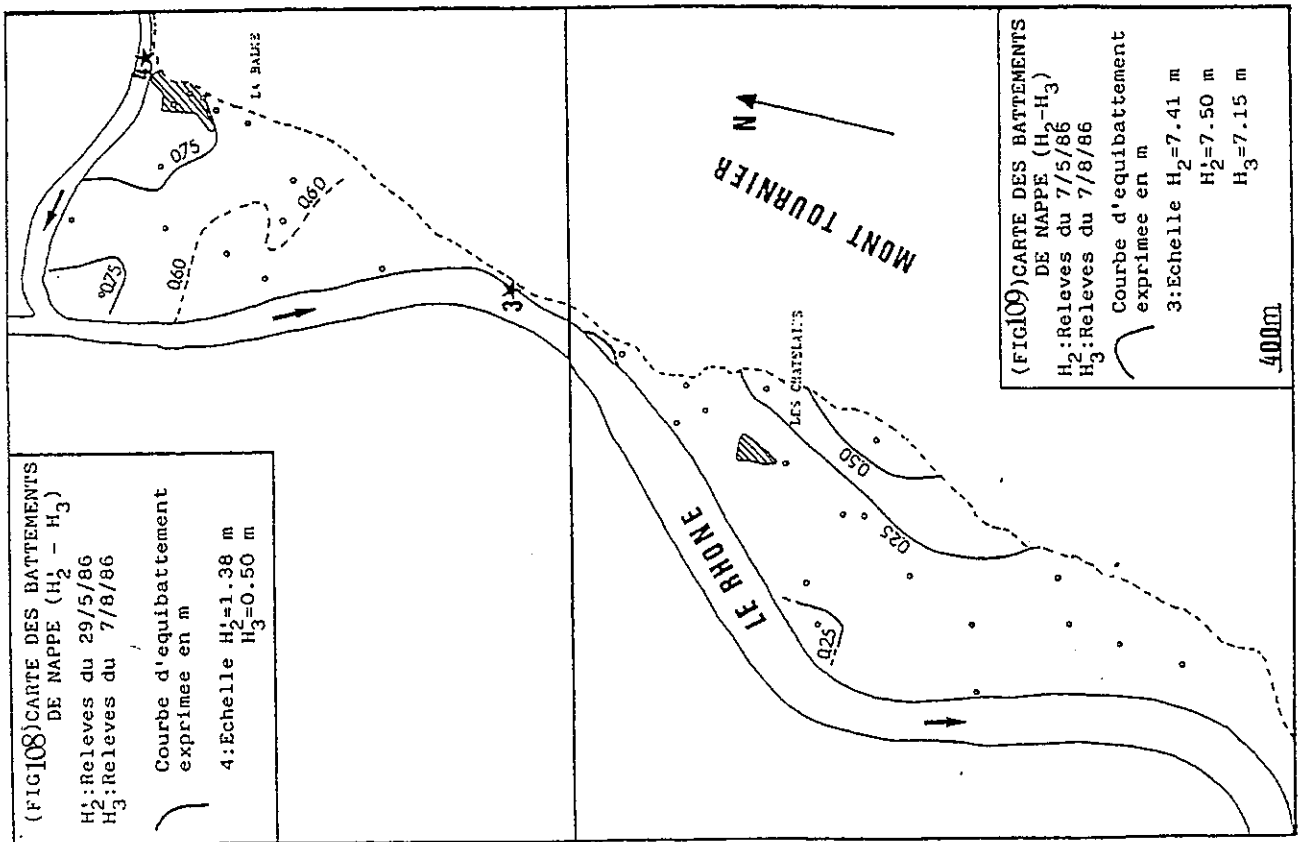 (FIG108)CARTE DES BATTEMENTS
DE NAPPE (H'2 - H3)
H'2:Releves du 29/5/86
H3:Releves du 7/8/86
Courbe d'equibattement
exprimee en m
4:Echelle H'2=1.38 m
H3=0.50 m
4
LA BALME
0.75
0.60
0.75
0.60
3
N
MONT TOURNIER
LE RHONE
LES CHATELAINS
0.50
0.25
0.25
(FIG109)CARTE DES BATTEMENTS
DE NAPPE (H2-H3)
H2:Releves du 7/5/86
H3:Releves du 7/8/86
Courbe d'equibattement
exprimee en m
3:Echelle H2=7.41 m
H'2=7.50 m
H3=7.15 m
400m